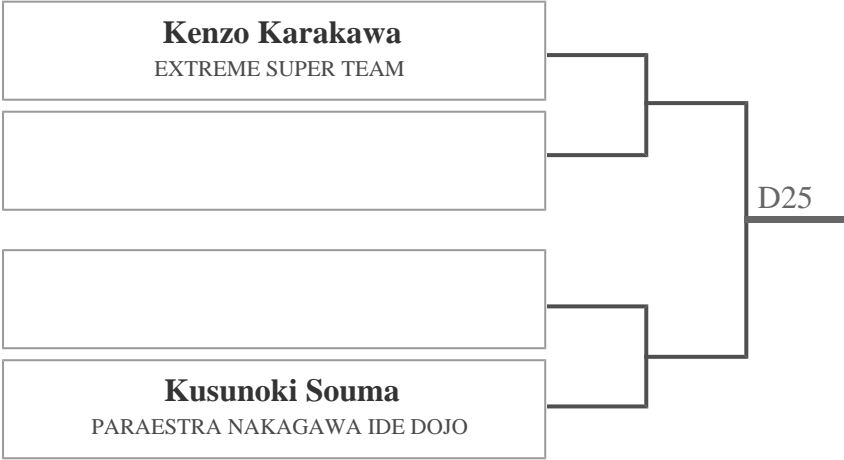 Kenzo Karakawa
EXTREME SUPER TEAM
D25
Kusunoki Souma
PARAESTRA NAKAGAWA IDE DOJO